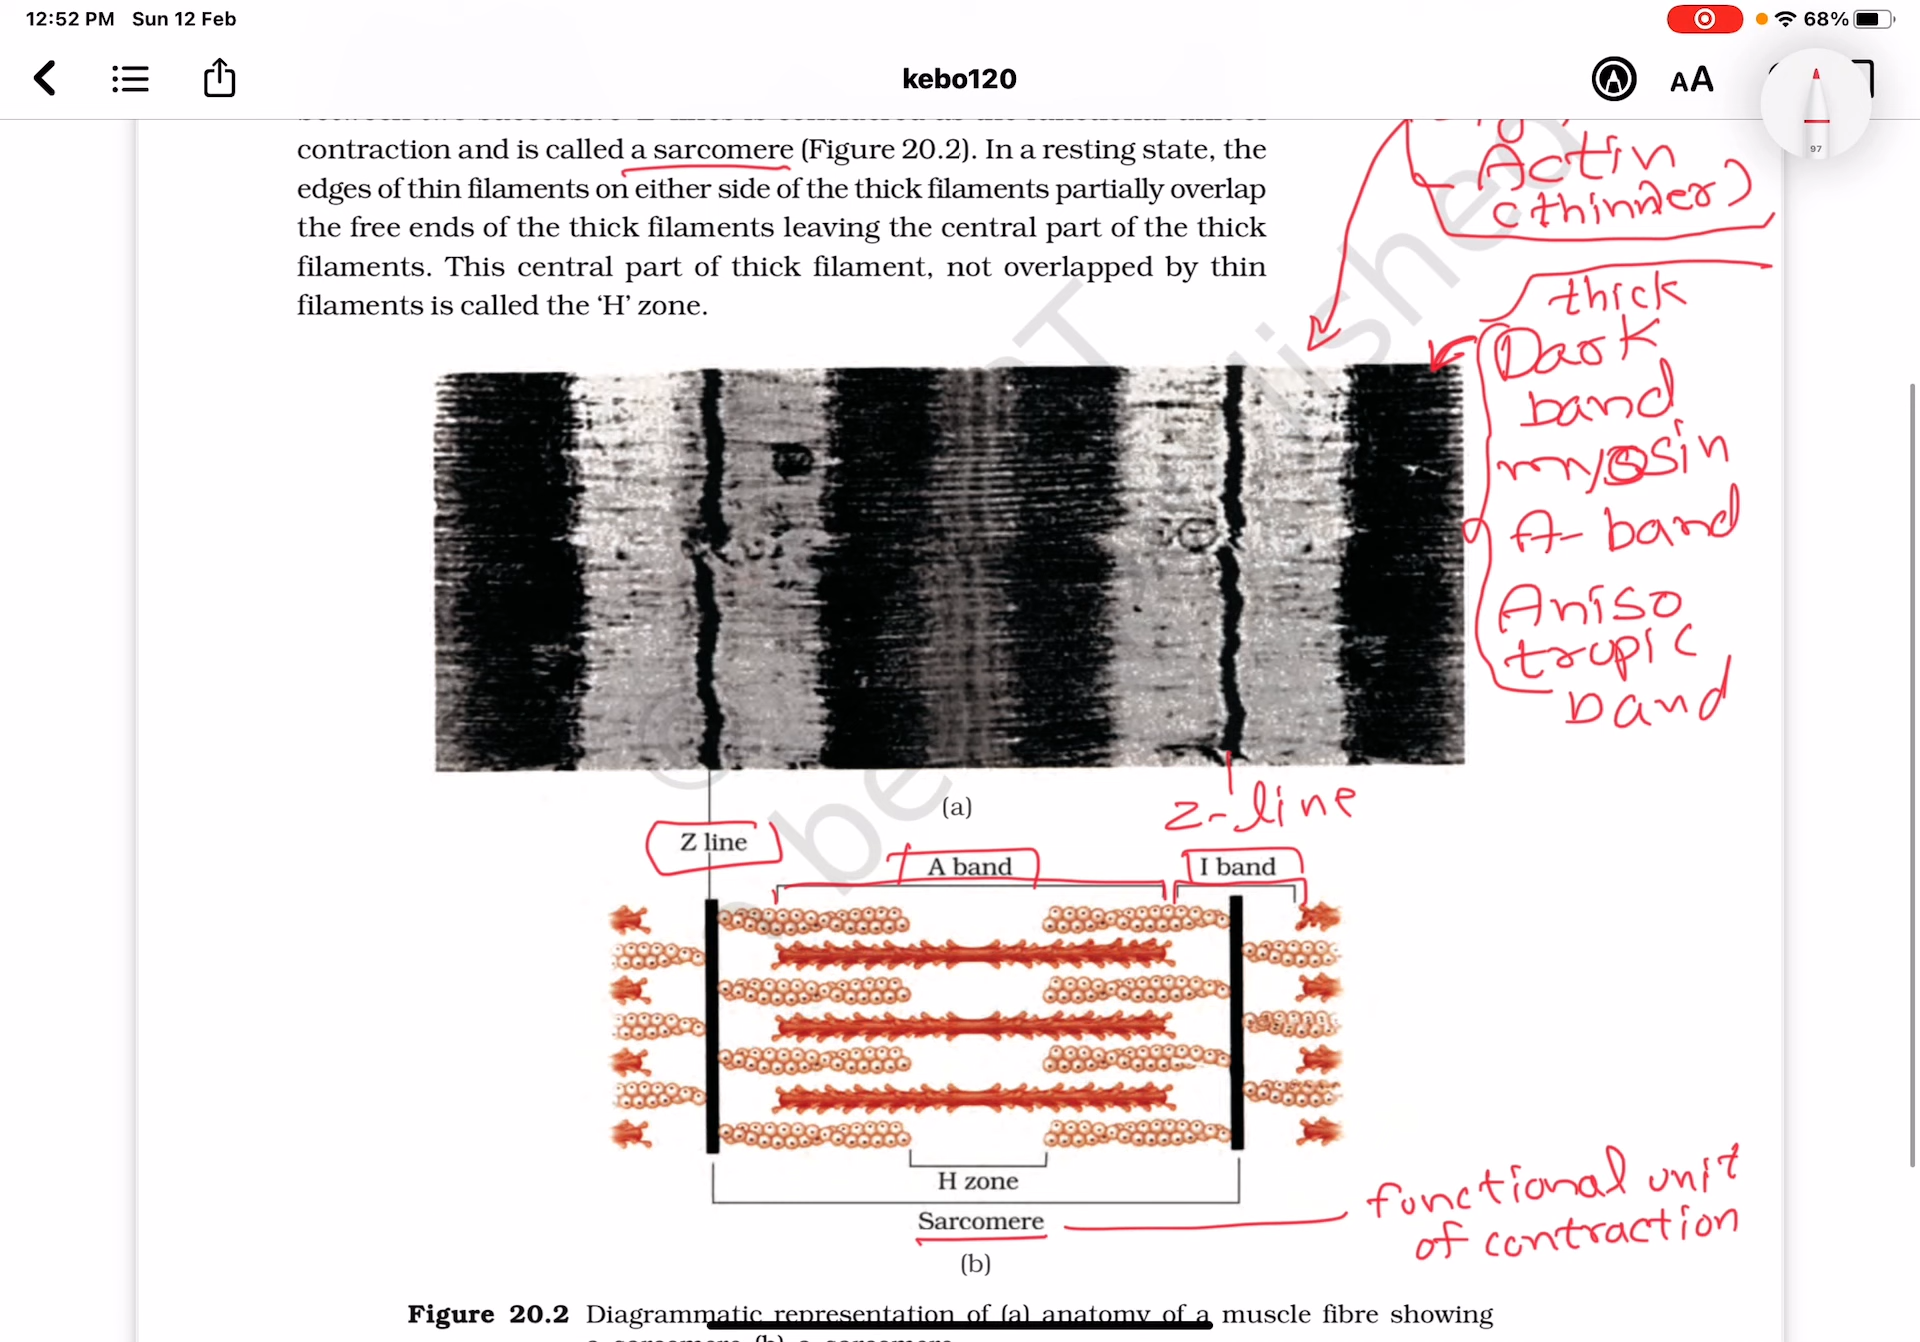 12:52 PM Sun 12 Feb
68%
kebo120
AA
97
contraction and is called a sarcomere (Figure 20.2). In a resting state, the
edges of thin filaments on either side of the thick filaments partially overlap
the free ends of the thick filaments leaving the central part of the thick
filaments. This central part of thick filament, not overlapped by thin
filaments is called the ‘H’ zone.
Actin
(thinner)
thick
Dark
band
myosin
A- band
Aniso
tropic
band
(a)
z-line
Z line
A band
I band
H zone
Sarcomere
functional unit
of contraction
(b)
Figure 20.2 Diagrammatic representation of (a) anatomy of a muscle fibre showing
a sarcomere (b) a sarcomere